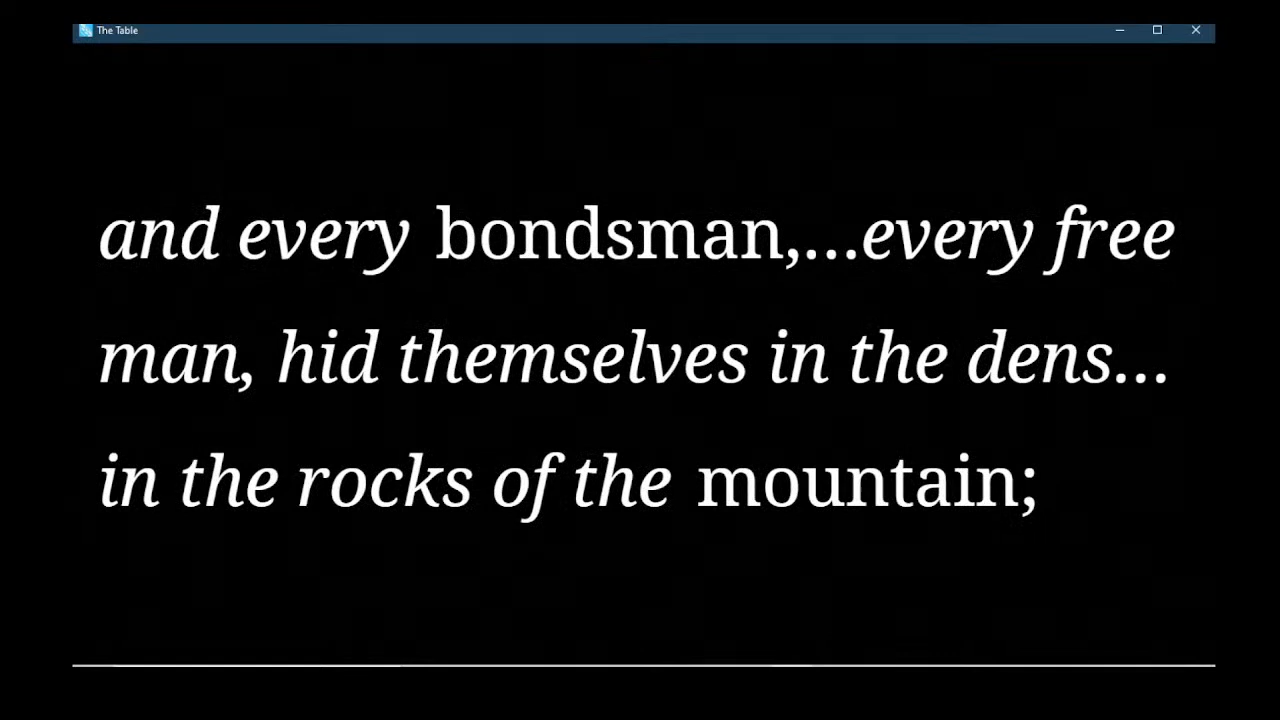 The Table
and every bondsman,...every free
man, hid themselves in the dens...
in the rocks of the mountain;